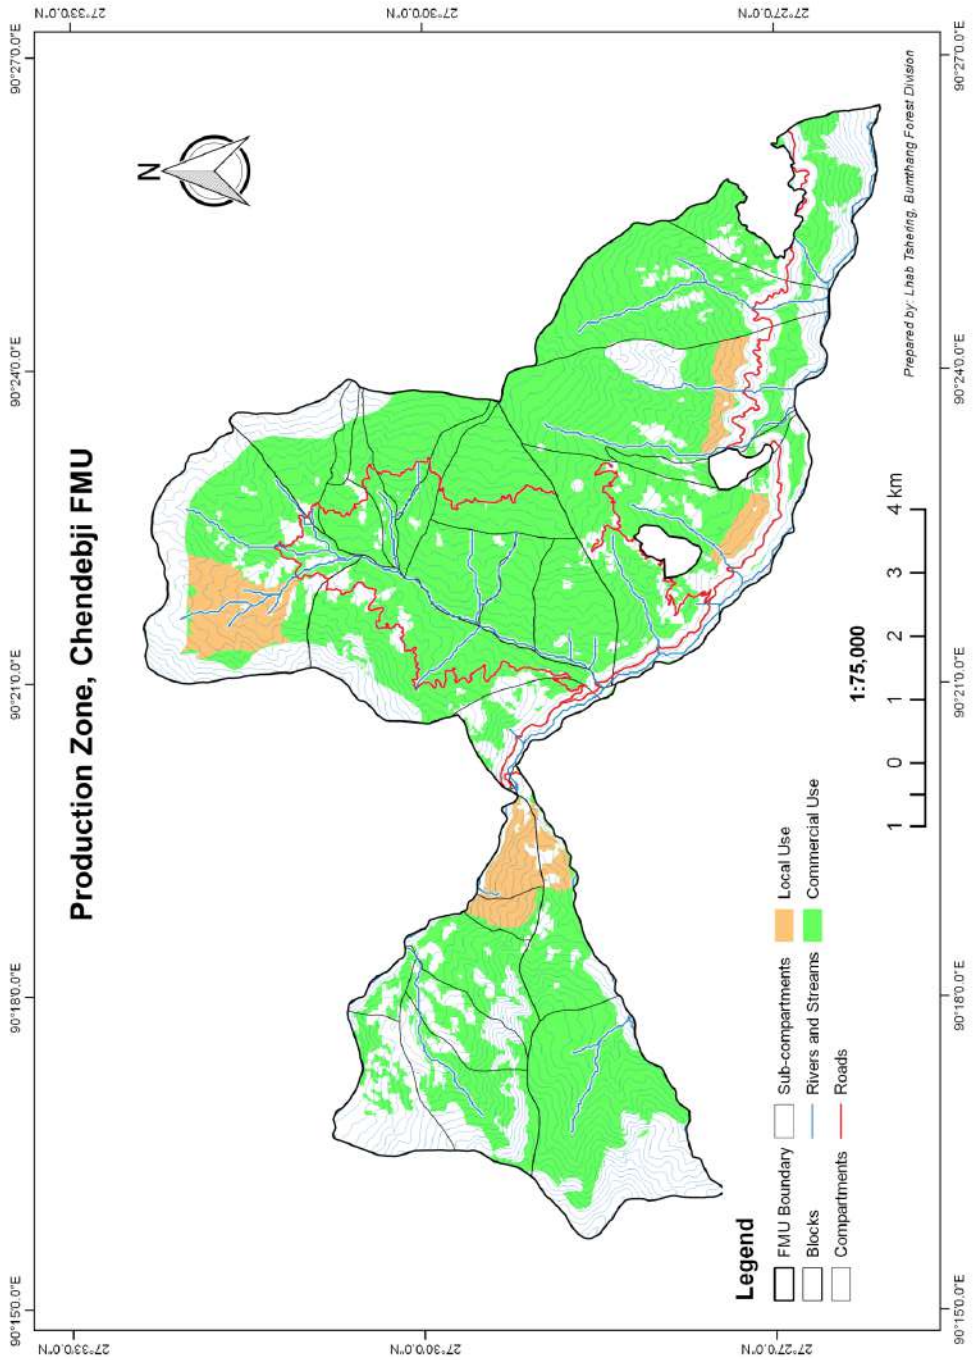 Production Zone, Chendebji FMU
90°15'0.0"E
90°18'0.0"E
90°21'0.0"E
90°24'0.0"E
90°27'0.0"E
27°33'0.0"N
27°33'0.0"N
N
27°30'0.0"N
27°30'0.0"N
27°27'0.0"N
27°27'0.0"N
Legend
FMU Boundary
Sub-compartments
Local Use
Blocks
Rivers and Streams
Commercial Use
Compartments
Roads
1:75,000
1 0 1 2 3 4 km
Prepared by: Lhab Tshering, Bumthang Forest Division
90°15'0.0"E
90°18'0.0"E
90°21'0.0"E
90°24'0.0"E
90°27'0.0"E